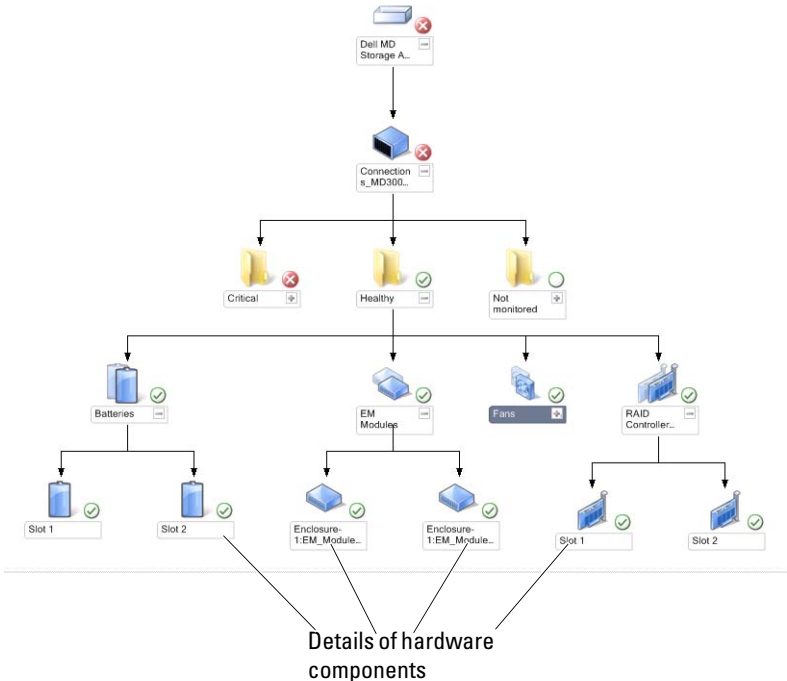 Dell MD
Storage A...
Connection
s_MD300...
Critical
Healthy
Not
monitored
Batteries
EM
Modules
Fans
RAID
Controller...
Slot 1
Slot 2
Enclosure-
1:EM_Module...
Enclosure-
1:EM_Module...
Slot 1
Slot 2
Details of hardware
components